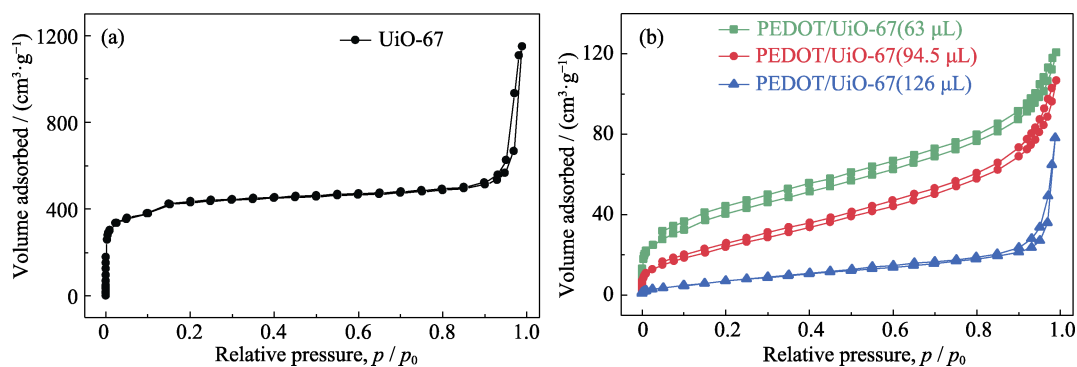 (a)
UiO-67
Volume adsorbed / (cm³·g⁻¹)
1200
800
400
0
0
0.2
0.4
0.6
0.8
1.0
Relative pressure, p / p₀
(b)
PEDOT/UiO-67(63 μL)
PEDOT/UiO-67(94.5 μL)
PEDOT/UiO-67(126 μL)
Volume adsorbed / (cm³·g⁻¹)
120
80
40
0
0
0.2
0.4
0.6
0.8
1.0
Relative pressure, p / p₀